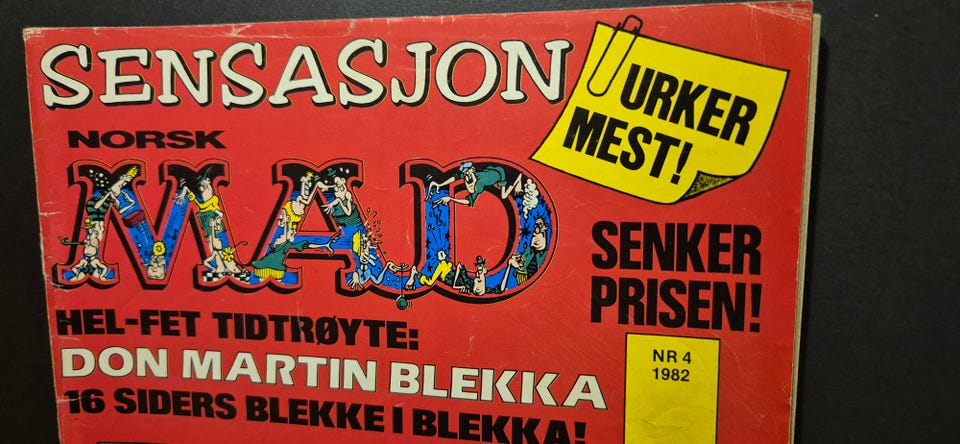 SENSASJON
URKER
MEST!
NORSK
MAD
SENKER
PRISEN!
HEL-FET TIDTRØYTE:
DON MARTIN BLEKKA
16 SIDERS BLEKKE I BLEKKA!
NR 4
1982